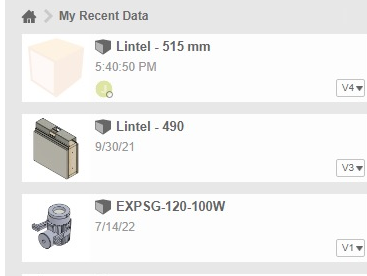 My Recent Data
Lintel - 515 mm
5:40:50 PM
V4
Lintel - 490
9/30/21
V3
EXPSG-120-100W
7/14/22
V1